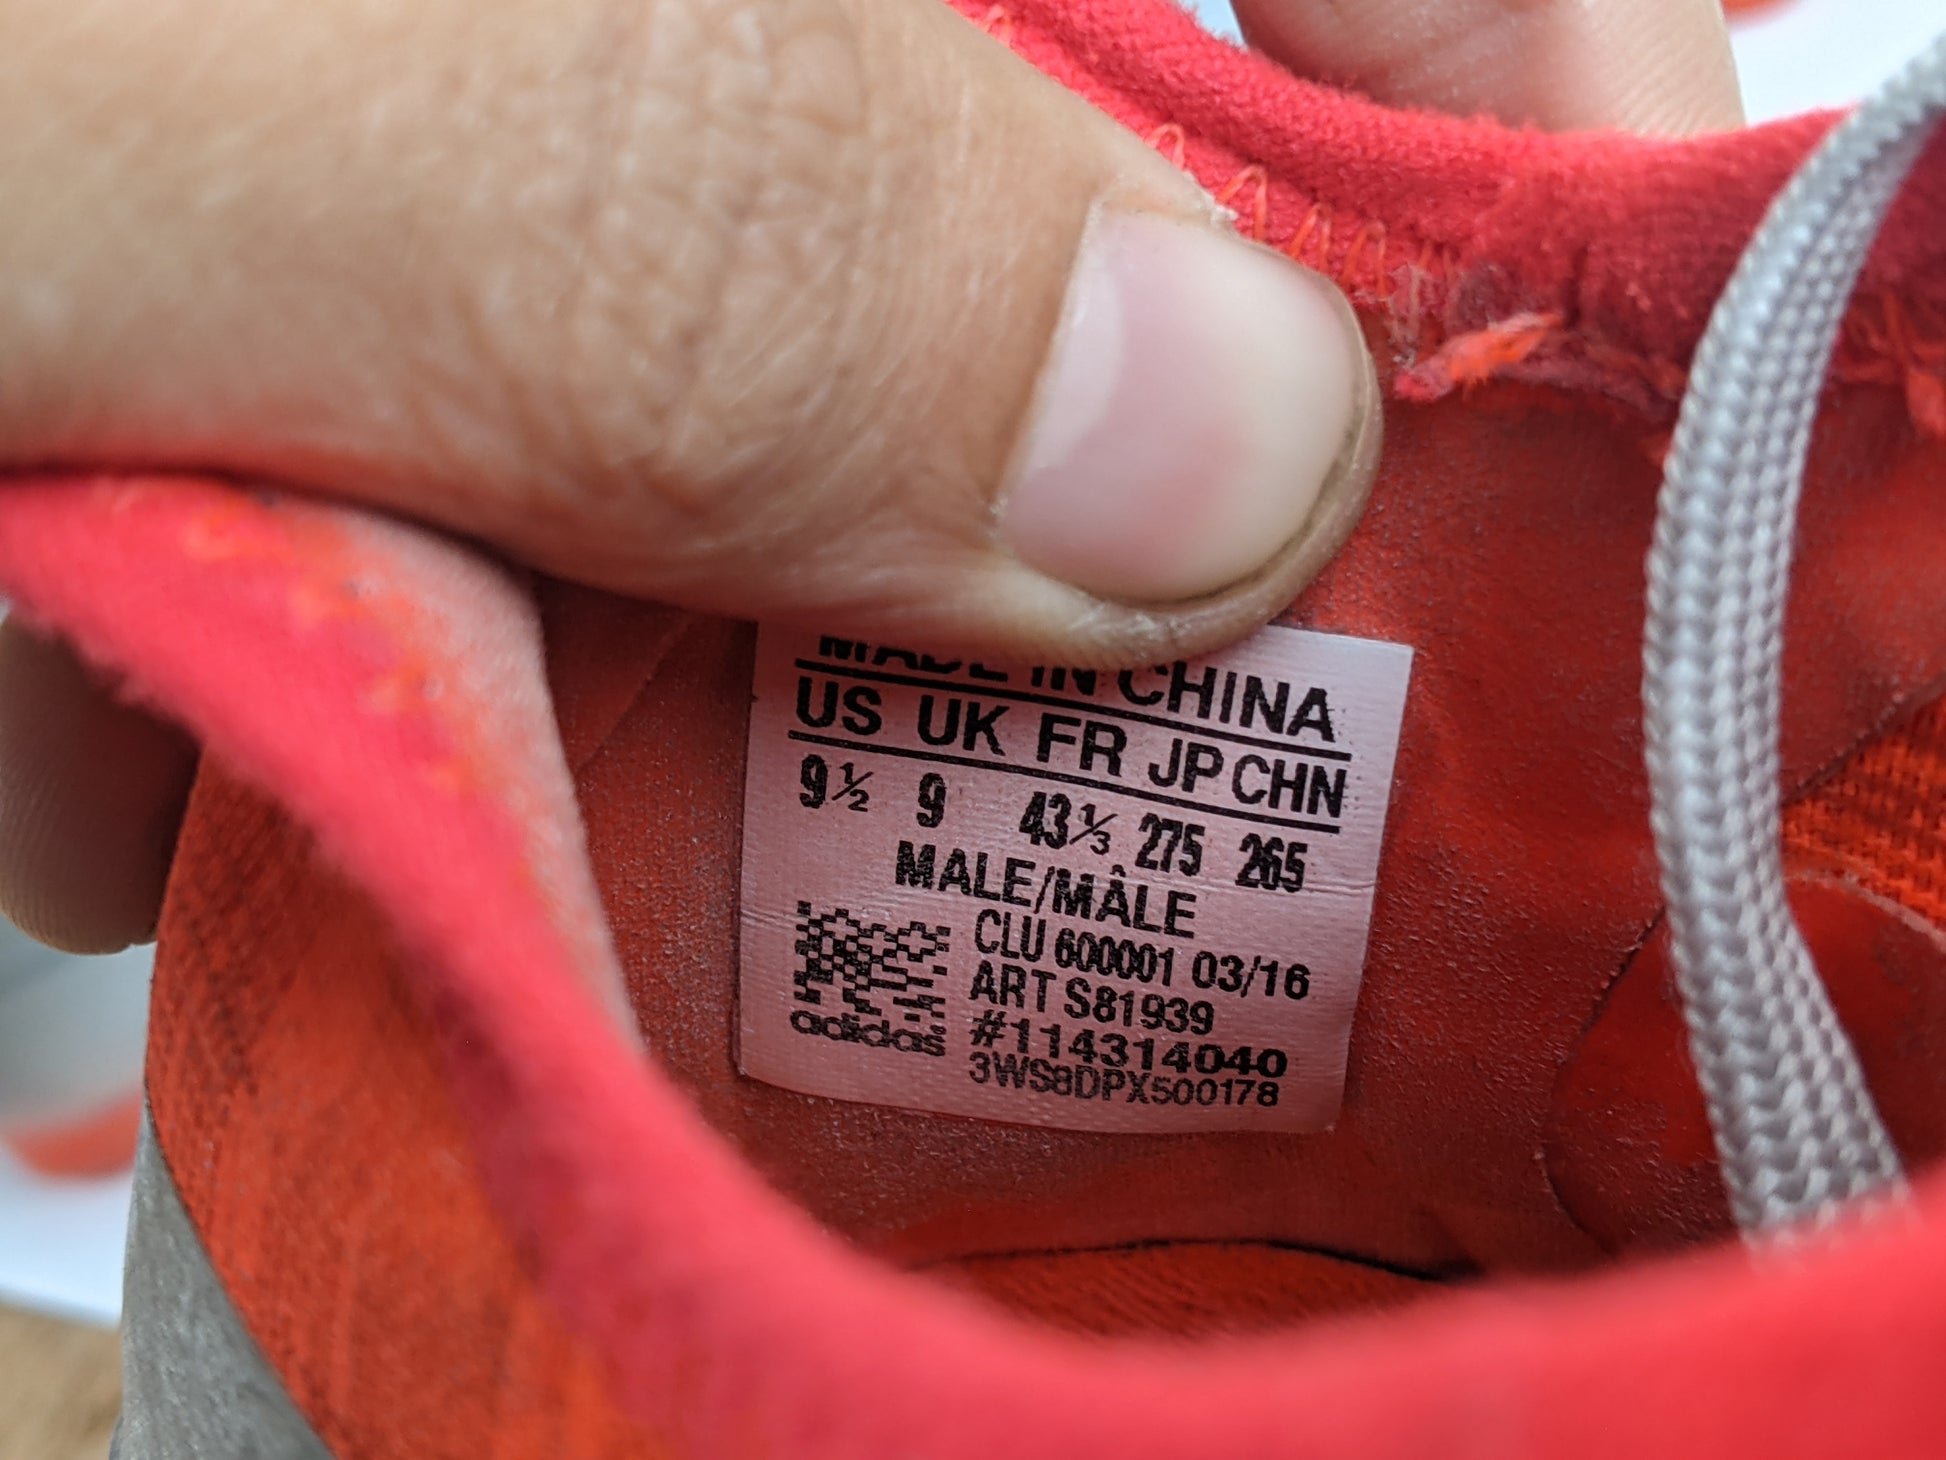 MADE IN CHINA
US UK FR JP CHN
9½ 9 43⅓ 275 265
MALE/MÂLE
CLU 600001 03/16
ART S81939
#114314040
3WS8DPX500178
adidas